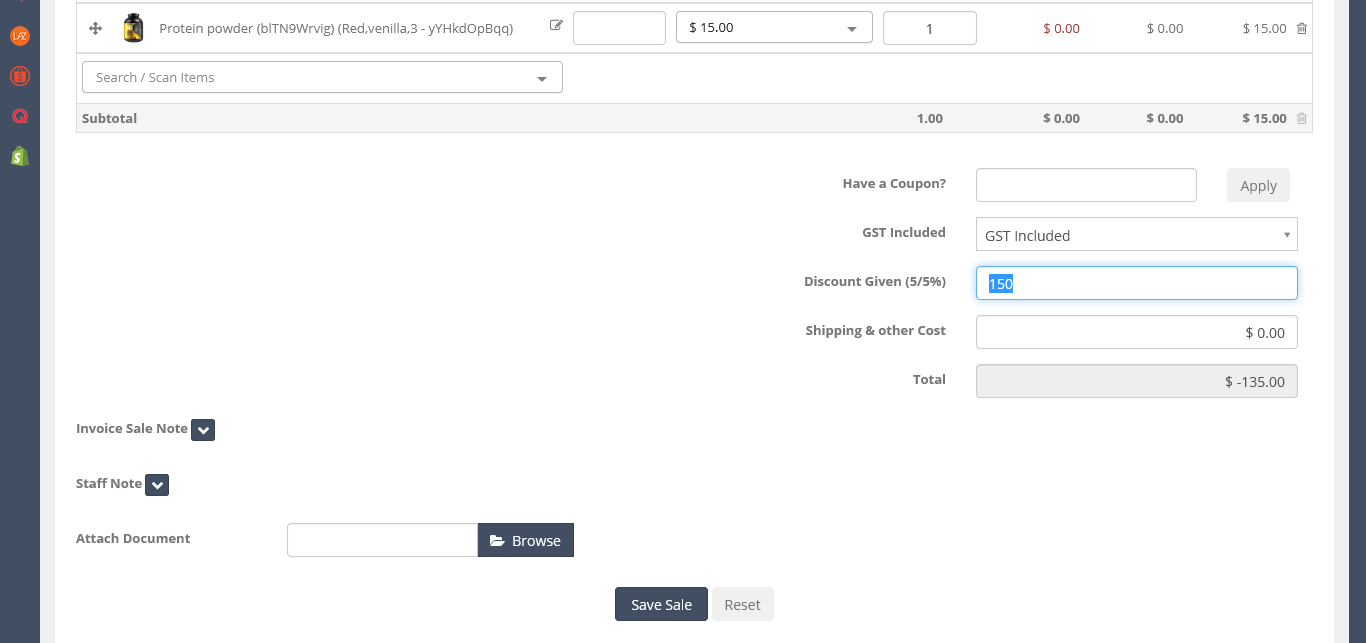 Protein powder (blTN9Wrvig) (Red,venilla,3 - yYHkdOpBqq) $ 15.00 1 $ 0.00 $ 0.00 $ 15.00
Search / Scan Items
Subtotal 1.00 $ 0.00 $ 0.00 $ 15.00
Have a Coupon? Apply
GST Included GST Included
Discount Given (5/5%) 150
Shipping & other Cost $ 0.00
Total $ -135.00
Invoice Sale Note
Staff Note
Attach Document Browse
Save Sale Reset